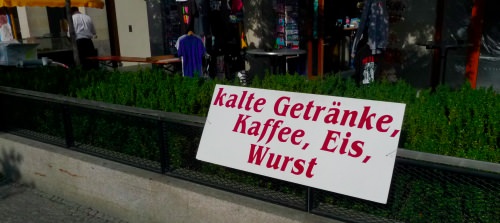 kalte Getränke,
Kaffee, Eis,
Wurst